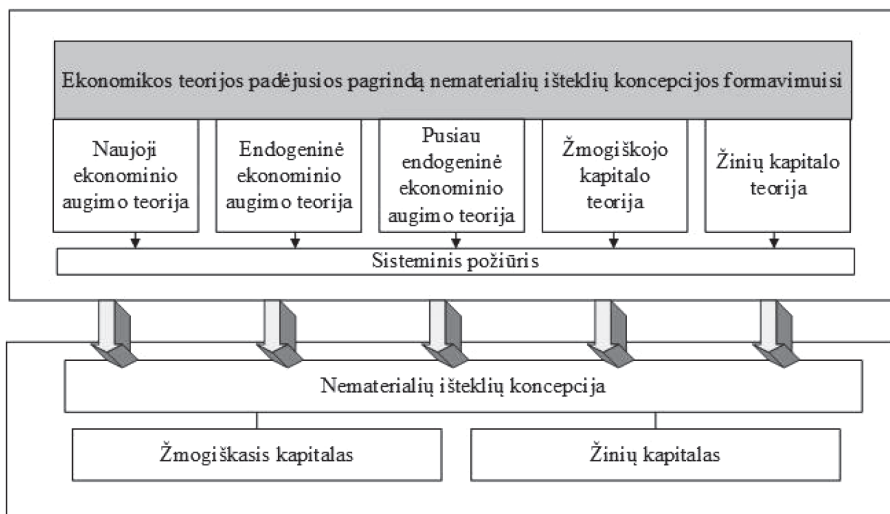 Ekonomikos teorijos padėjusios pagrindą nematerialių išteklių koncepcijos formavimuisi
Naujoji
ekonominio
augimo teorija
Endogeninė
ekonominio
augimo teorija
Pusiau
endogeninė
ekonominio
augimo teorija
Žmogiškojo
kapitalo
teorija
Žinių kapitalo
teorija
Sisteminis požiūris
Nematerialių išteklių koncepcija
Žmogiškasis kapitalas
Žinių kapitalas